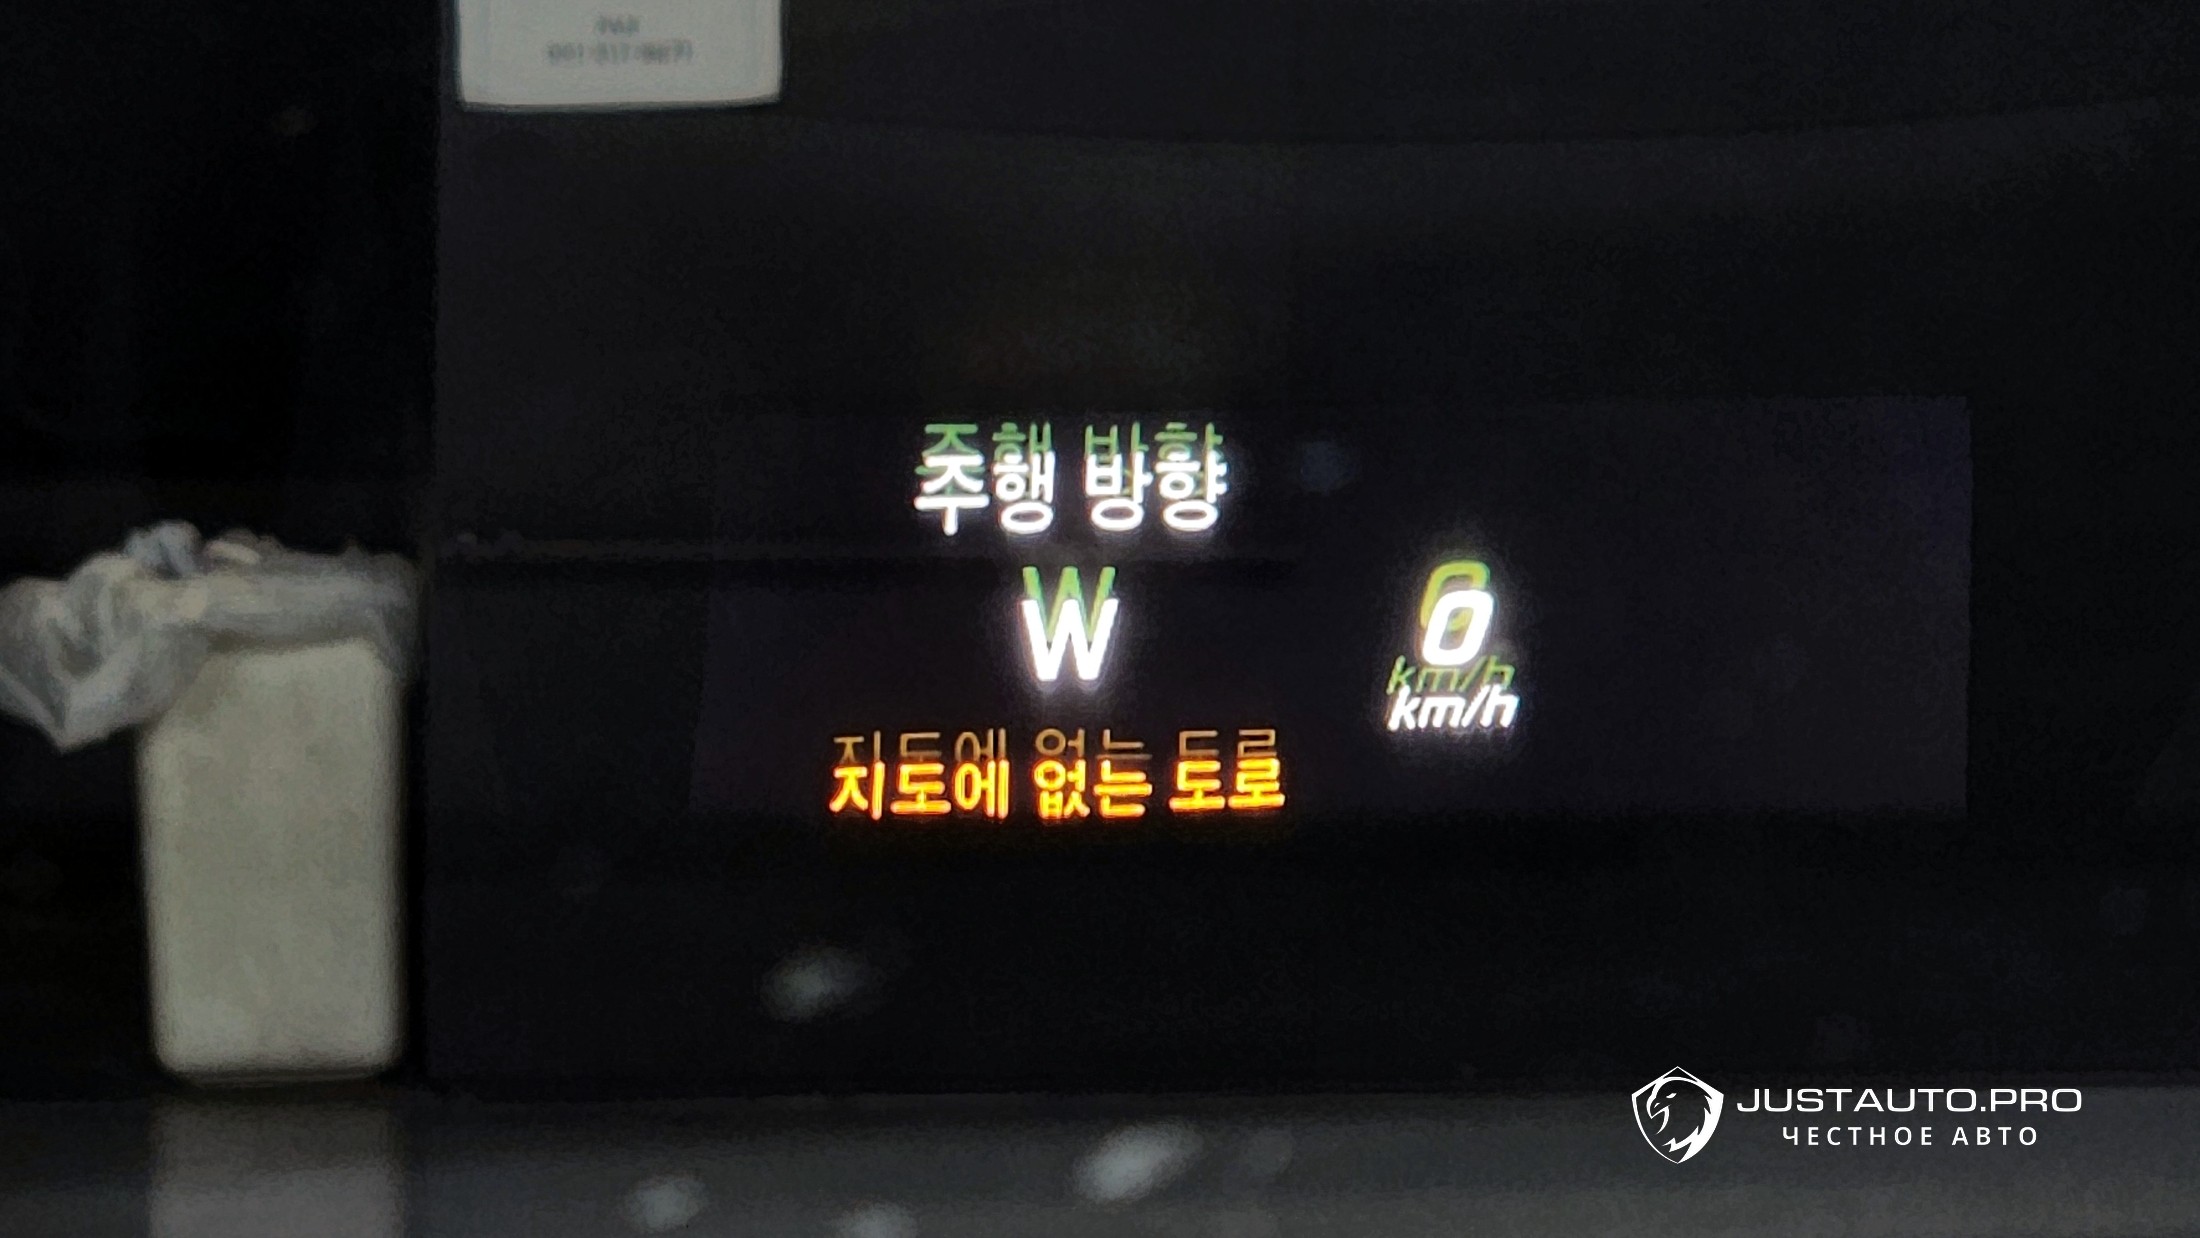 주행 방향
W
0
km/h
지도에 없는 도로
JUSTAUTO.PRO
ЧЕСТНОЕ АВТО